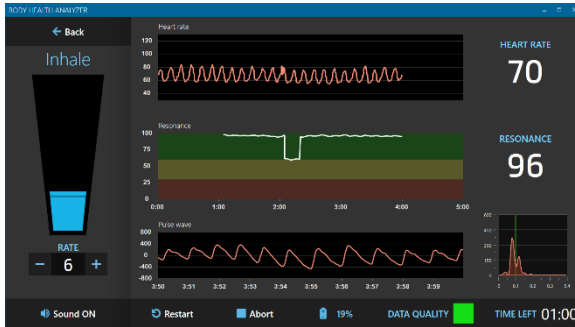 BODY HEALTH ANALYZER
Back
Inhale
RATE
− 6 +
Heart rate
120
100
80
60
40
HEART RATE
70
Resonance
100
75
50
25
0
0:00 1:00 2:00 3:00 4:00 5:00
RESONANCE
96
Pulse wave
800
400
0
-400
-800
3:50 3:51 3:52 3:53 3:54 3:55 3:56 3:57 3:58 3:59
600
150
0
0 0.1 0.2 0.3 0.4
Sound ON
Restart
Abort
19%
DATA QUALITY
TIME LEFT 01:00